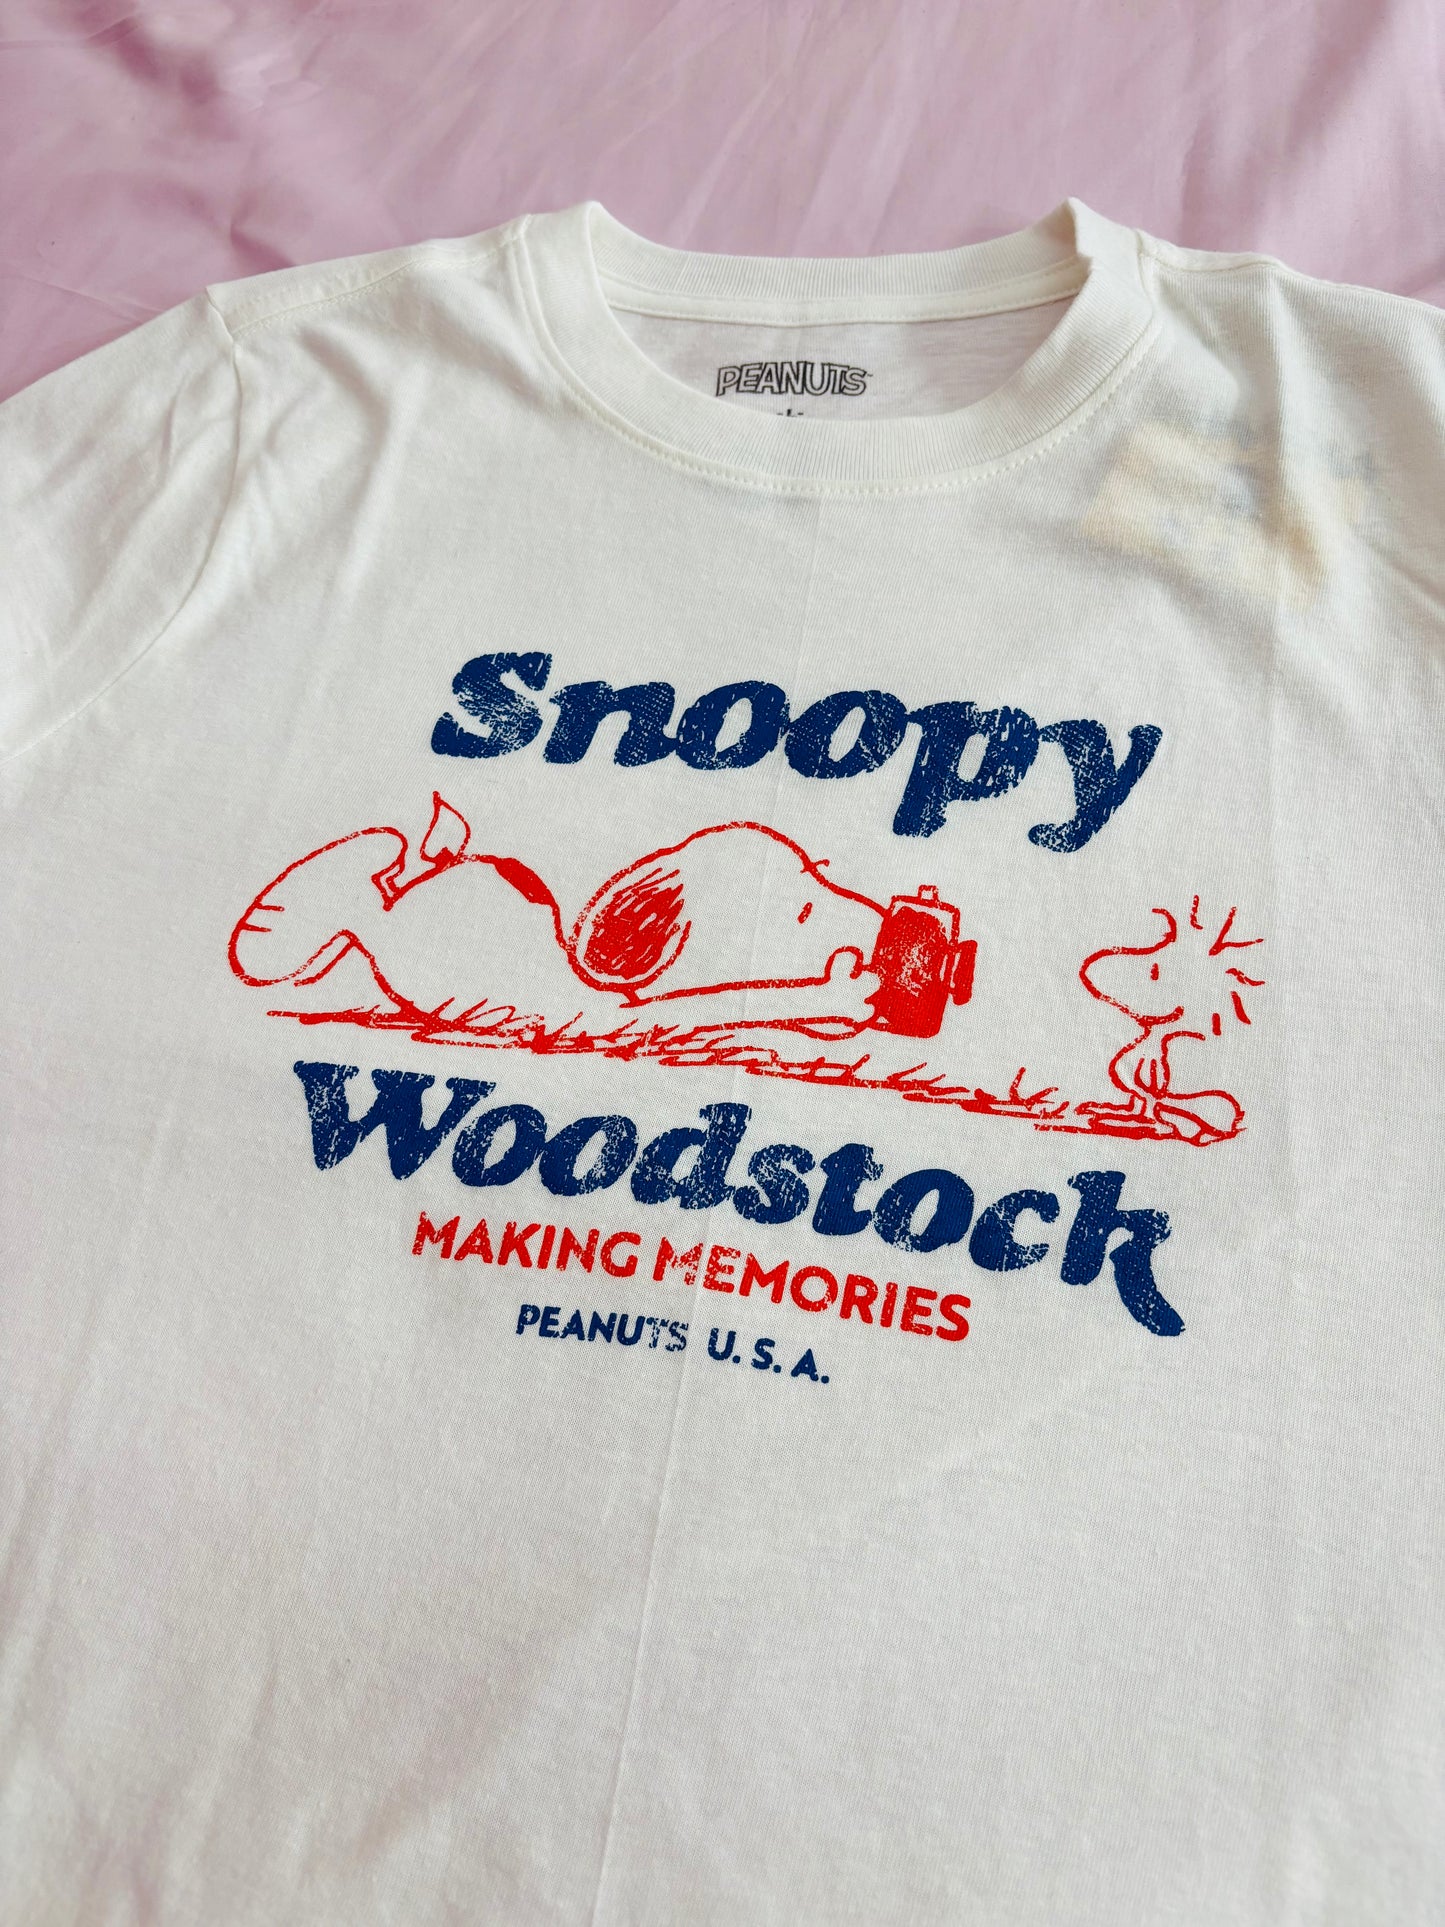 PEANUTS
Snoopy
Woodstock
MAKING MEMORIES
PEANUTS U.S.A.